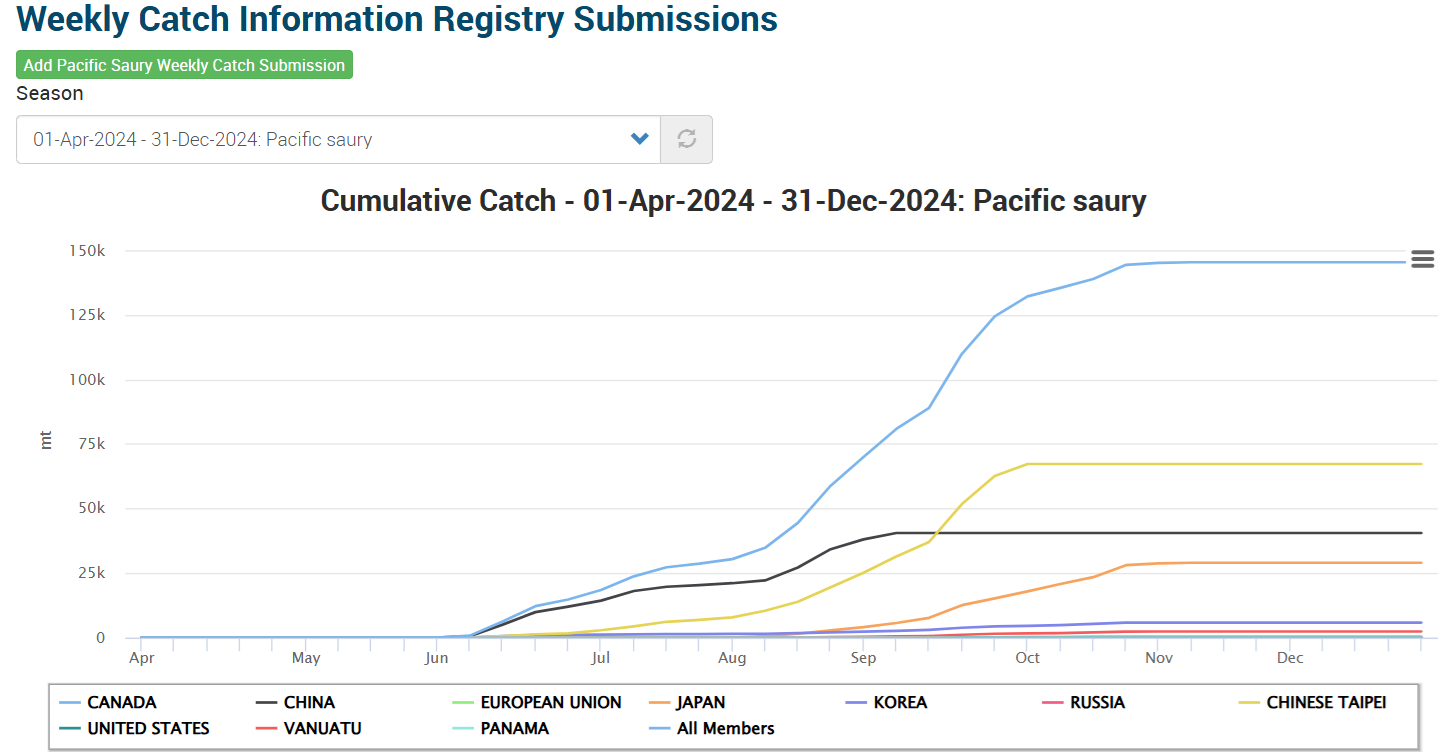 Weekly Catch Information Registry Submissions
Add Pacific Saury Weekly Catch Submission
Season
01-Apr-2024 - 31-Dec-2024: Pacific saury
Cumulative Catch - 01-Apr-2024 - 31-Dec-2024: Pacific saury
150k
125k
100k
75k
50k
25k
0
mt
Apr May Jun Jul Aug Sep Oct Nov Dec
CANADA CHINA EUROPEAN UNION JAPAN KOREA RUSSIA CHINESE TAIPEI
UNITED STATES VANUATU PANAMA All Members